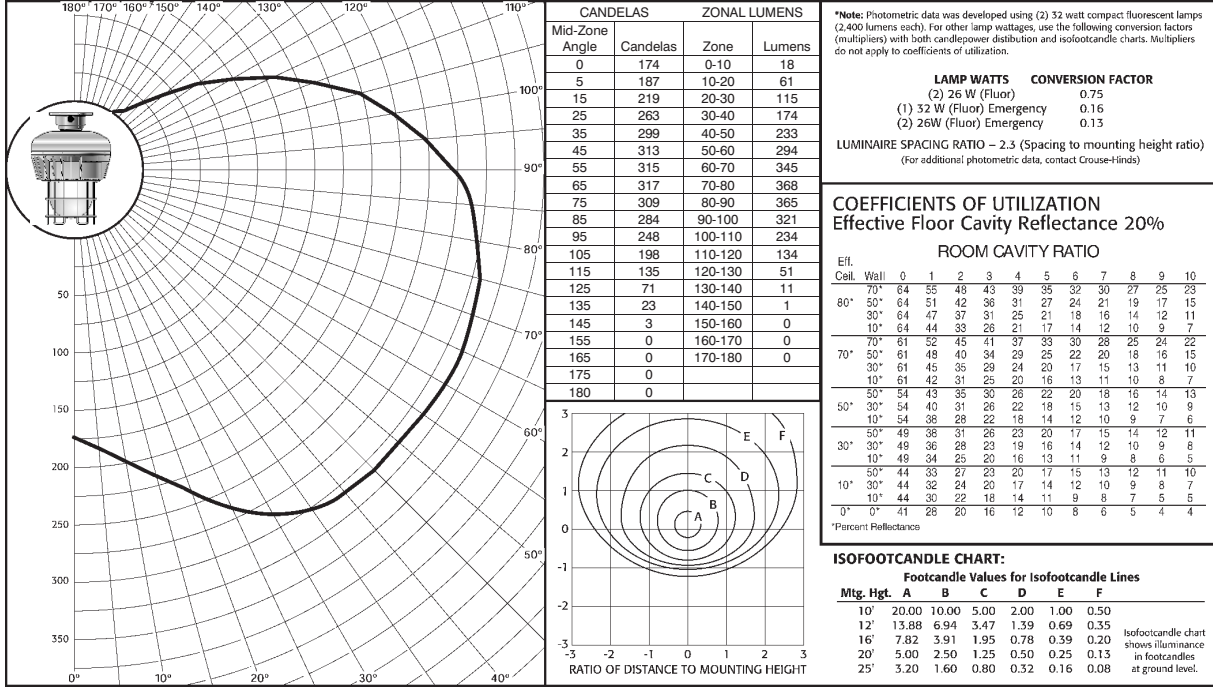 180° 170° 160° 150° 140° 130° 120° 110°
100°
90°
80°
70°
60°
50°
50
100
150
200
250
300
350
0° 10° 20° 30° 40°
CANDELAS ZONAL LUMENS
Mid-Zone Angle Candelas Zone Lumens
0 174 0-10 18
5 187 10-20 61
15 219 20-30 115
25 263 30-40 174
35 299 40-50 233
45 313 50-60 294
55 315 60-70 345
65 317 70-80 368
75 309 80-90 365
85 284 90-100 321
95 248 100-110 234
105 198 110-120 134
115 135 120-130 51
125 71 130-140 11
135 23 140-150 1
145 3 150-160 0
155 0 160-170 0
165 0 170-180 0
175 0
180 0
3
2
1
0
-1
-2
-3
A B C D E F
-3 -2 -1 0 1 2 3
RATIO OF DISTANCE TO MOUNTING HEIGHT
*Note: Photometric data was developed using (2) 32 watt compact fluorescent lamps
(2,400 lumens each). For other lamp wattages, use the following conversion factors
(multipliers) with both candlepower distibution and isofootcandle charts. Multipliers
do not apply to coefficients of utilization.
LAMP WATTS CONVERSION FACTOR
(2) 26 W (Fluor) 0.75
(1) 32 W (Fluor) Emergency 0.16
(2) 26W (Fluor) Emergency 0.13
LUMINAIRE SPACING RATIO – 2.3 (Spacing to mounting height ratio)
(For additional photometric data, contact Crouse-Hinds)
COEFFICIENTS OF UTILIZATION
Effective Floor Cavity Reflectance 20%
ROOM CAVITY RATIO
Eff.
Ceil. Wall 0 1 2 3 4 5 6 7 8 9 10
70* 64 55 48 43 39 35 32 30 27 25 23
80* 50* 64 51 42 36 31 27 24 21 19 17 15
30* 64 47 37 31 25 21 18 16 14 12 11
10* 64 44 33 26 21 17 14 12 10 9 7
70* 61 52 45 41 37 33 30 28 25 24 22
70* 50* 61 48 40 34 29 25 22 20 18 16 15
30* 61 45 35 29 24 20 17 15 13 11 10
10* 61 42 31 25 20 16 13 11 10 8 7
50* 54 43 35 30 26 22 20 18 16 14 13
50* 30* 54 40 31 26 22 18 15 13 12 10 9
10* 54 38 28 22 18 14 12 10 9 7 6
50* 49 38 31 26 23 20 17 15 14 12 11
30* 30* 49 36 28 23 19 16 14 12 10 9 8
10* 49 34 25 20 16 13 11 9 8 6 5
50* 44 33 27 23 20 17 15 13 12 11 10
10* 30* 44 32 24 20 17 14 12 10 9 8 7
10* 44 30 22 18 14 11 9 8 7 5 5
0* 0* 41 28 20 16 12 10 8 6 5 4 4
*Percent Reflectance
ISOFOOTCANDLE CHART:
Footcandle Values for Isofootcandle Lines
Mtg. Hgt. A B C D E F
10' 20.00 10.00 5.00 2.00 1.00 0.50
12' 13.88 6.94 3.47 1.39 0.69 0.35
16' 7.82 3.91 1.95 0.78 0.39 0.20
20' 5.00 2.50 1.25 0.50 0.25 0.13
25' 3.20 1.60 0.80 0.32 0.16 0.08
Isofootcandle chart
shows illuminance
in footcandles
at ground level.